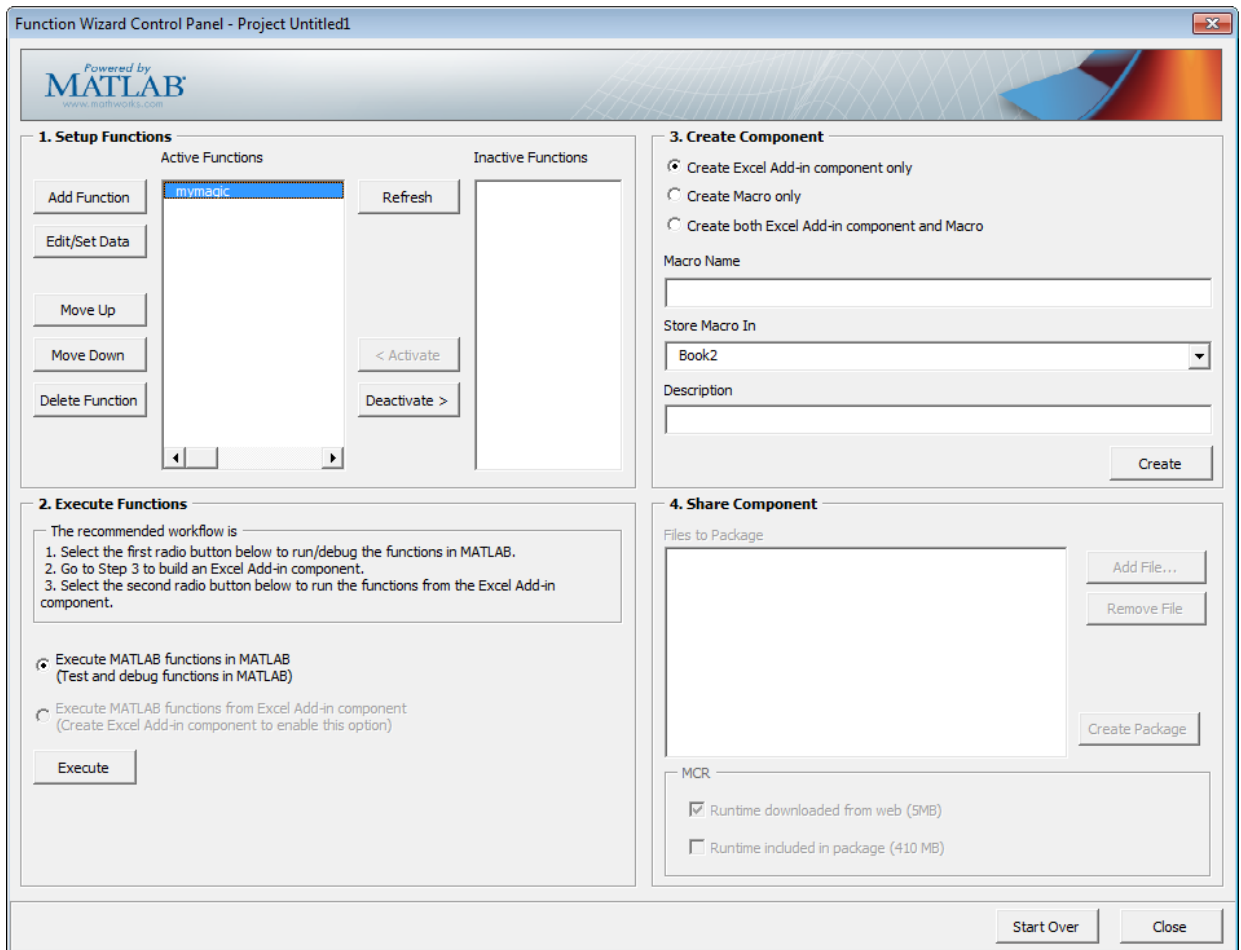 Function Wizard Control Panel - Project Untitled1
Powered by
MATLAB
www.mathworks.com
1. Setup Functions
Active Functions
Inactive Functions
Add Function
mymagic
Refresh
Edit/Set Data
Move Up
Move Down
< Activate
Delete Function
Deactivate >
2. Execute Functions
The recommended workflow is
1. Select the first radio button below to run/debug the functions in MATLAB.
2. Go to Step 3 to build an Excel Add-in component.
3. Select the second radio button below to run the functions from the Excel Add-in
component.
Execute MATLAB functions in MATLAB
(Test and debug functions in MATLAB)
Execute MATLAB functions from Excel Add-in component
(Create Excel Add-in component to enable this option)
Execute
3. Create Component
Create Excel Add-in component only
Create Macro only
Create both Excel Add-in component and Macro
Macro Name
Store Macro In
Book2
Description
Create
4. Share Component
Files to Package
Add File...
Remove File
Create Package
MCR
Runtime downloaded from web (5MB)
Runtime included in package (410 MB)
Start Over
Close